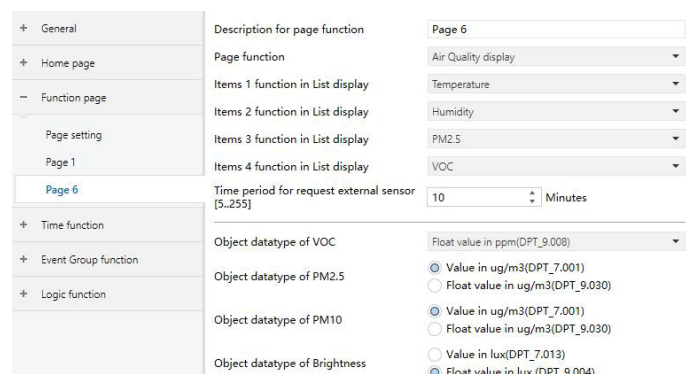 + General
+ Home page
− Function page
Page setting
Page 1
Page 6
+ Time function
+ Event Group function
+ Logic function
Description for page function Page 6
Page function Air Quality display
Items 1 function in List display Temperature
Items 2 function in List display Humidity
Items 3 function in List display PM2.5
Items 4 function in List display VOC
Time period for request external sensor
[5..255] 10 Minutes
Object datatype of VOC Float value in ppm(DPT_9.008)
Object datatype of PM2.5 Value in ug/m3(DPT_7.001)
Float value in ug/m3(DPT_9.030)
Object datatype of PM10 Value in ug/m3(DPT_7.001)
Float value in ug/m3(DPT_9.030)
Object datatype of Brightness Value in lux(DPT_7.013)
Float value in lux (DPT_9.004)